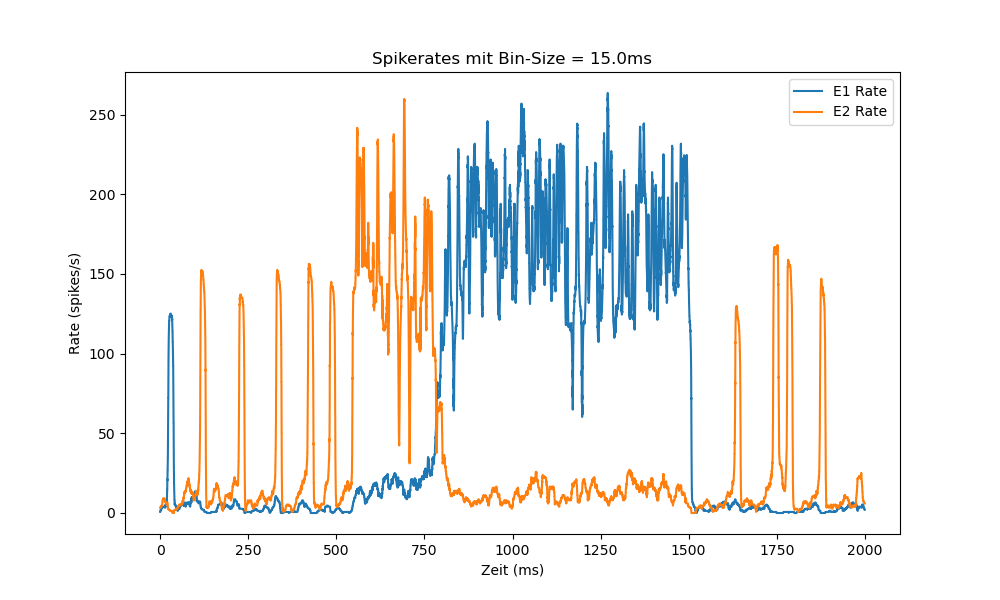 Spikerates mit Bin-Size = 15.0ms
E1 Rate
E2 Rate
Rate (spikes/s)
250
200
150
100
50
0
0 250 500 750 1000 1250 1500 1750 2000
Zeit (ms)